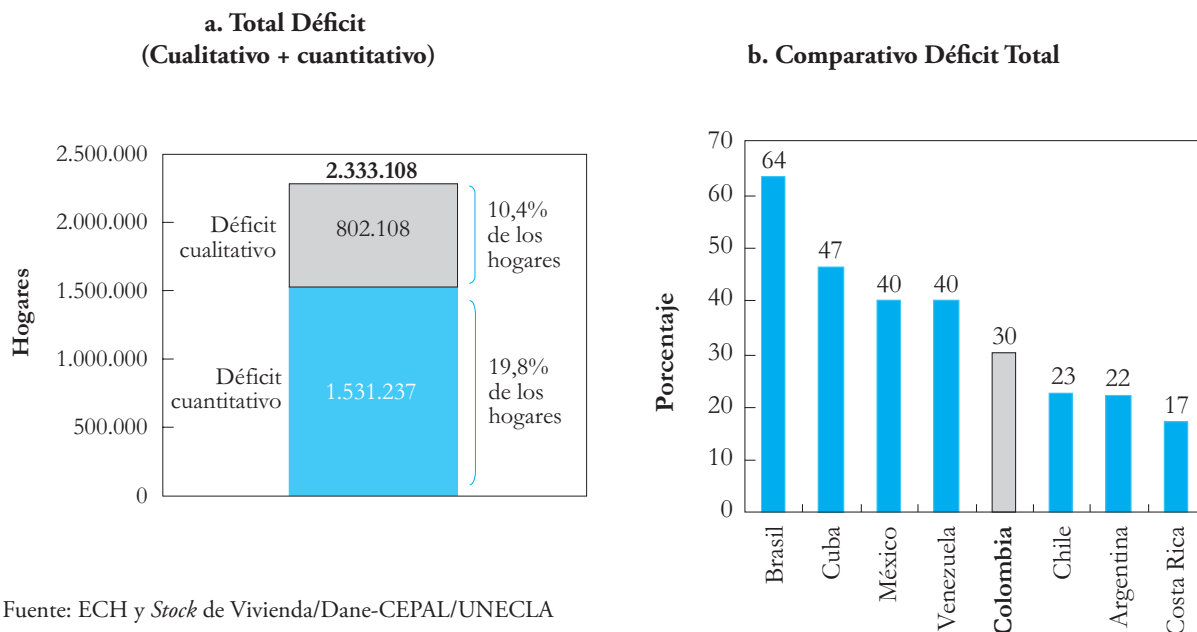 a. Total Déficit
(Cualitativo + cuantitativo)
Hogares
2.500.000
2.000.000
1.500.000
1.000.000
500.000
0
2.333.108
Déficit
cualitativo
802.108
10,4%
de los
hogares
Déficit
cuantitativo
1.531.237
19,8%
de los
hogares
b. Comparativo Déficit Total
Porcentaje
70
60
50
40
30
20
10
0
64
47
40
40
30
23
22
17
Brasil
Cuba
México
Venezuela
Colombia
Chile
Argentina
Costa Rica
Fuente: ECH y Stock de Vivienda/Dane-CEPAL/UNECLA